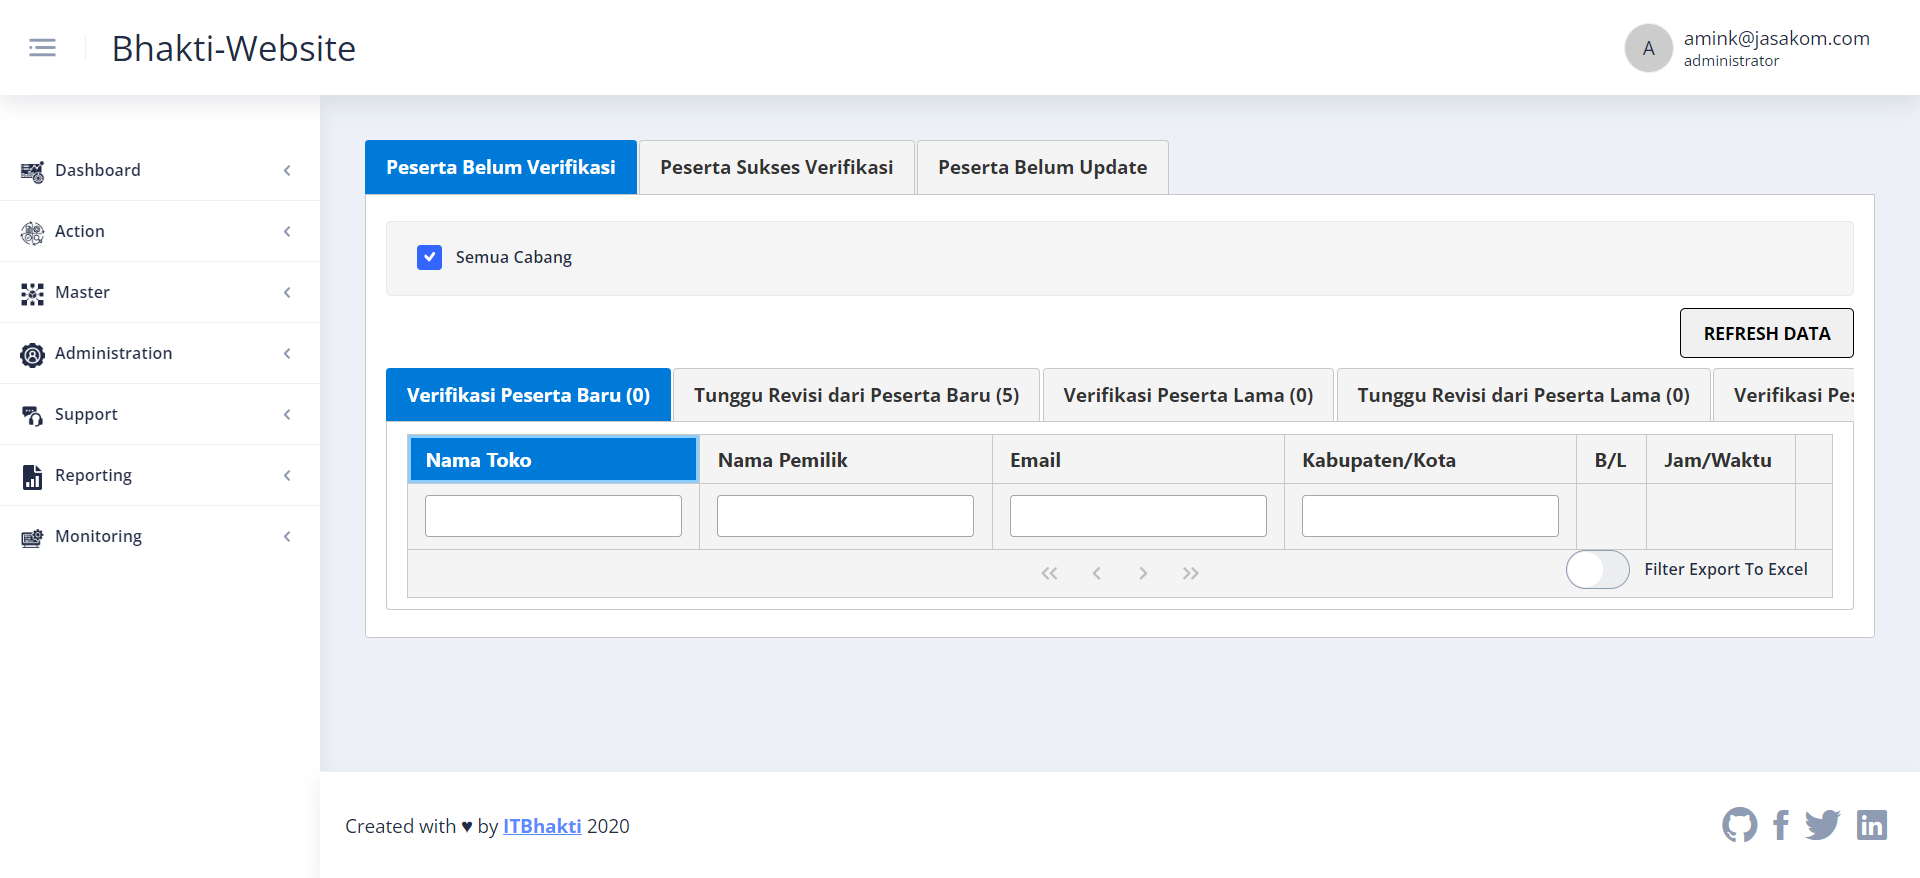 Bhakti-Website
A
amink@jasakom.com
administrator
Dashboard
Action
Master
Administration
Support
Reporting
Monitoring
Peserta Belum Verifikasi
Peserta Sukses Verifikasi
Peserta Belum Update
Semua Cabang
REFRESH DATA
Verifikasi Peserta Baru (0)
Tunggu Revisi dari Peserta Baru (5)
Verifikasi Peserta Lama (0)
Tunggu Revisi dari Peserta Lama (0)
Verifikasi
Nama Toko
Nama Pemilik
Email
Kabupaten/Kota
B/L
Jam/Waktu
Filter Export To Excel
Created with ♥ by ITBhakti 2020